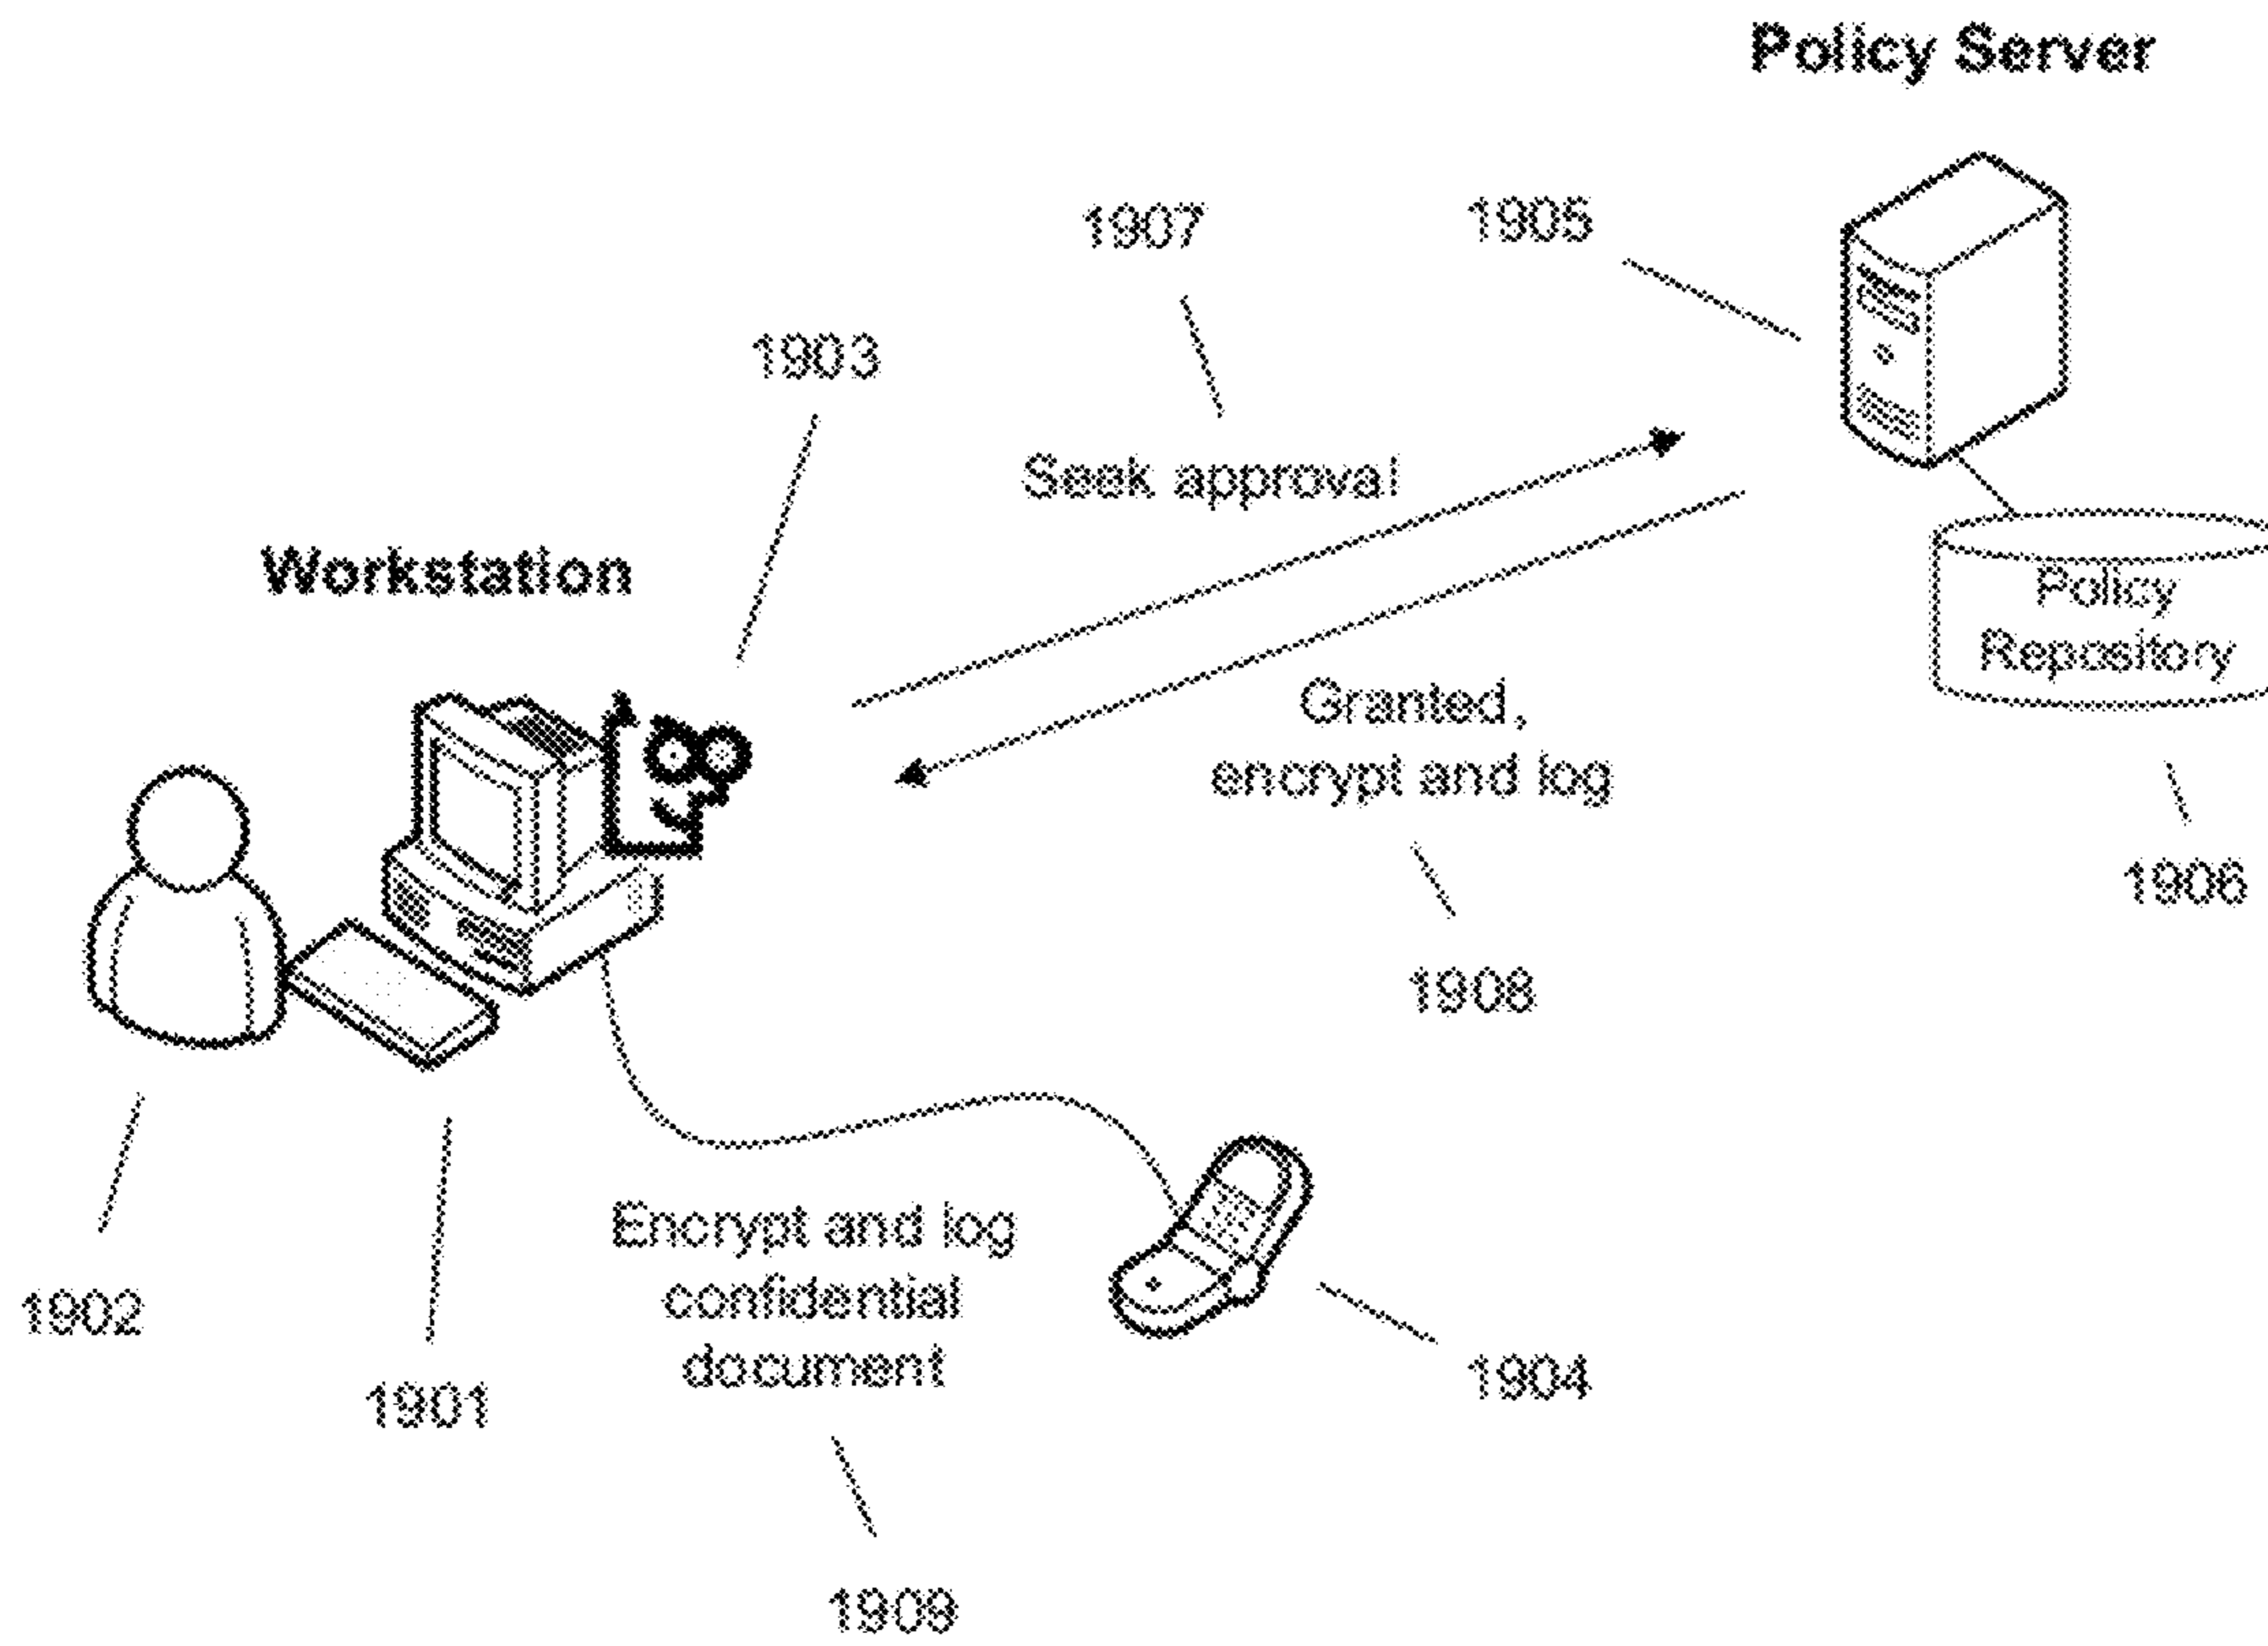 Policy Server
1907
1905
1903
Seek approval
Workstation
Policy
Repository
Granted,
encrypt and log
1906
1908
Encrypt and log
confidential
document
1902
1904
1901
1909